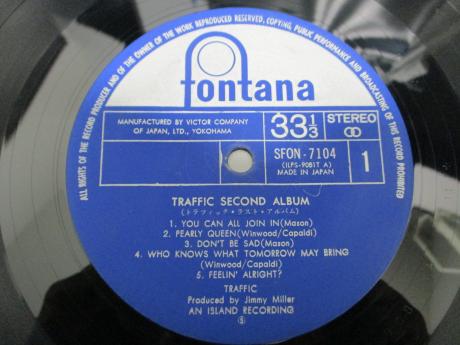 ALL RIGHTS OF THE RECORD PRODUCER AND OF THE OWNER OF THE WORK REPRODUCED RESERVED. COPYING, PUBLIC PERFORMANCE AND BROADCASTING OF THIS RECORD PROHIBITED
fontana
MANUFACTURED BY VICTOR COMPANY
OF JAPAN, LTD., YOKOHAMA
33 1/3
STEREO
SFON-7104
(ILPS-9081T A)
MADE IN JAPAN
1
TRAFFIC SECOND ALBUM
(トラフィック・ラスト・アルバム)
1. YOU CAN ALL JOIN IN(Mason)
2. PEARLY QUEEN(Winwood/Capaldi)
3. DON'T BE SAD(Mason)
4. WHO KNOWS WHAT TOMORROW MAY BRING
(Winwood/Capaldi)
5. FEELIN' ALRIGHT?
TRAFFIC
Produced by Jimmy Miller
AN ISLAND RECORDING